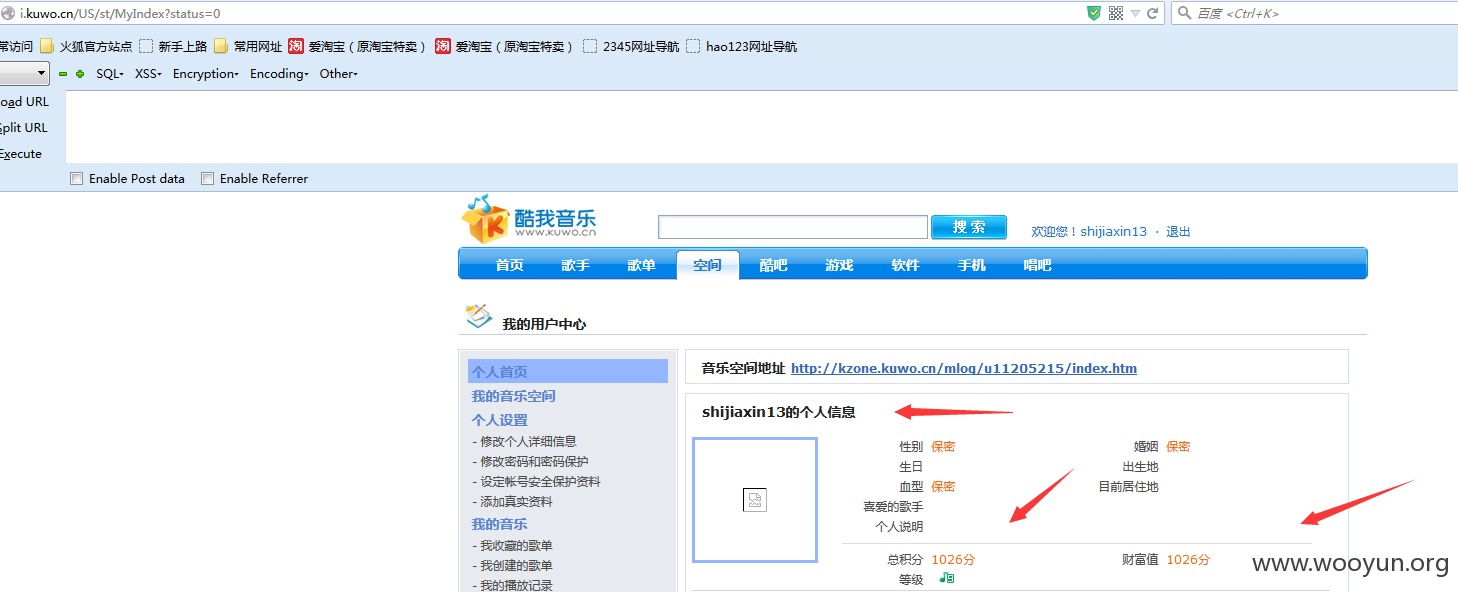 i.kuwo.cn/US/st/MyIndex?status=0 百度 <Ctrl+K>
常访问 火狐官方站点 新手上路 常用网址 淘 爱淘宝（原淘宝特卖） 淘 爱淘宝（原淘宝特卖） 2345网址导航 hao123网址导航
SQL XSS Encryption Encoding Other
oad URL
Split URL
Execute
Enable Post data Enable Referrer
酷我音乐
www.kuwo.cn
搜索
欢迎您！shijiaxin13 · 退出
首页 歌手 歌单 空间 酷吧 游戏 软件 手机 唱吧
我的用户中心
个人首页
我的音乐空间
个人设置
- 修改个人详细信息
- 修改密码和密码保护
- 设定帐号安全保护资料
- 添加真实资料
我的音乐
- 我收藏的歌单
- 我创建的歌单
- 我的播放记录
音乐空间地址 http://kzone.kuwo.cn/mlog/u11205215/index.htm
shijiaxin13的个人信息
性别 保密 婚姻 保密
生日 出生地
血型 保密 目前居住地
喜爱的歌手
个人说明
总积分 1026分 财富值 1026分
等级
www.wooyun.org